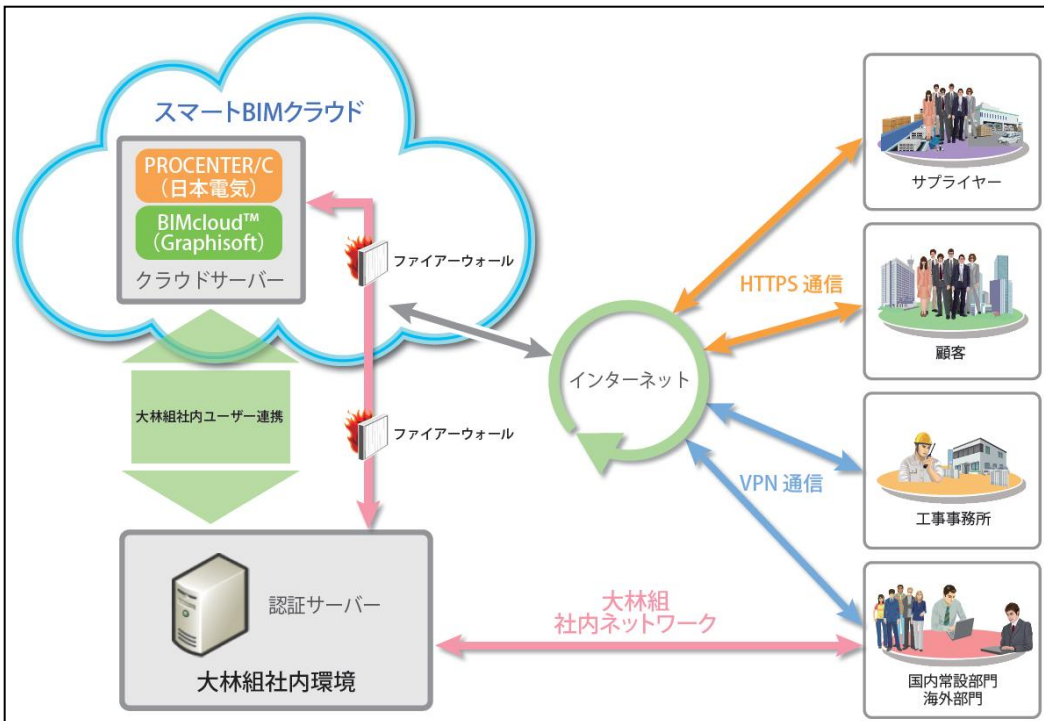 スマートBIMクラウド
PROCENTER/C
（日本電気）
BIMcloud™
（Graphisoft）
クラウドサーバー
ファイアーウォール
大林組社内ユーザー連携
ファイアーウォール
認証サーバー
大林組社内環境
インターネット
HTTPS 通信
VPN 通信
大林組
社内ネットワーク
サプライヤー
顧客
工事事務所
国内常設部門
海外部門